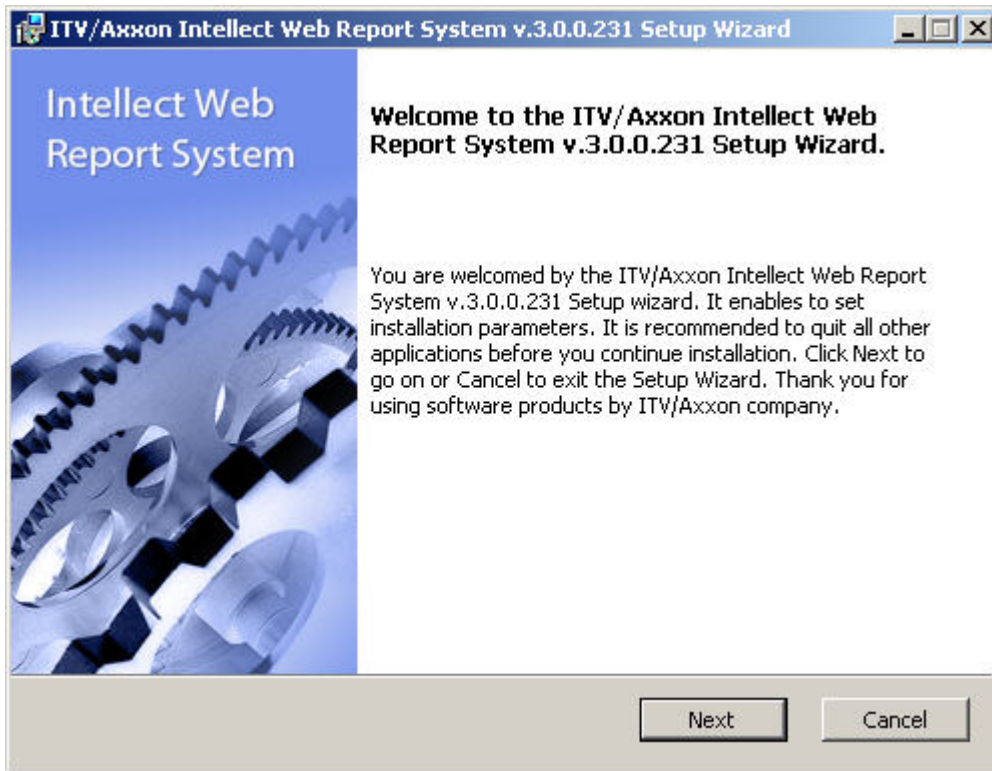 ITV/Axxon Intellect Web Report System v.3.0.0.231 Setup Wizard
Intellect Web
Report System
Welcome to the ITV/Axxon Intellect Web
Report System v.3.0.0.231 Setup Wizard.
You are welcomed by the ITV/Axxon Intellect Web Report
System v.3.0.0.231 Setup wizard. It enables to set
installation parameters. It is recommended to quit all other
applications before you continue installation. Click Next to
go on or Cancel to exit the Setup Wizard. Thank you for
using software products by ITV/Axxon company.
Next
Cancel